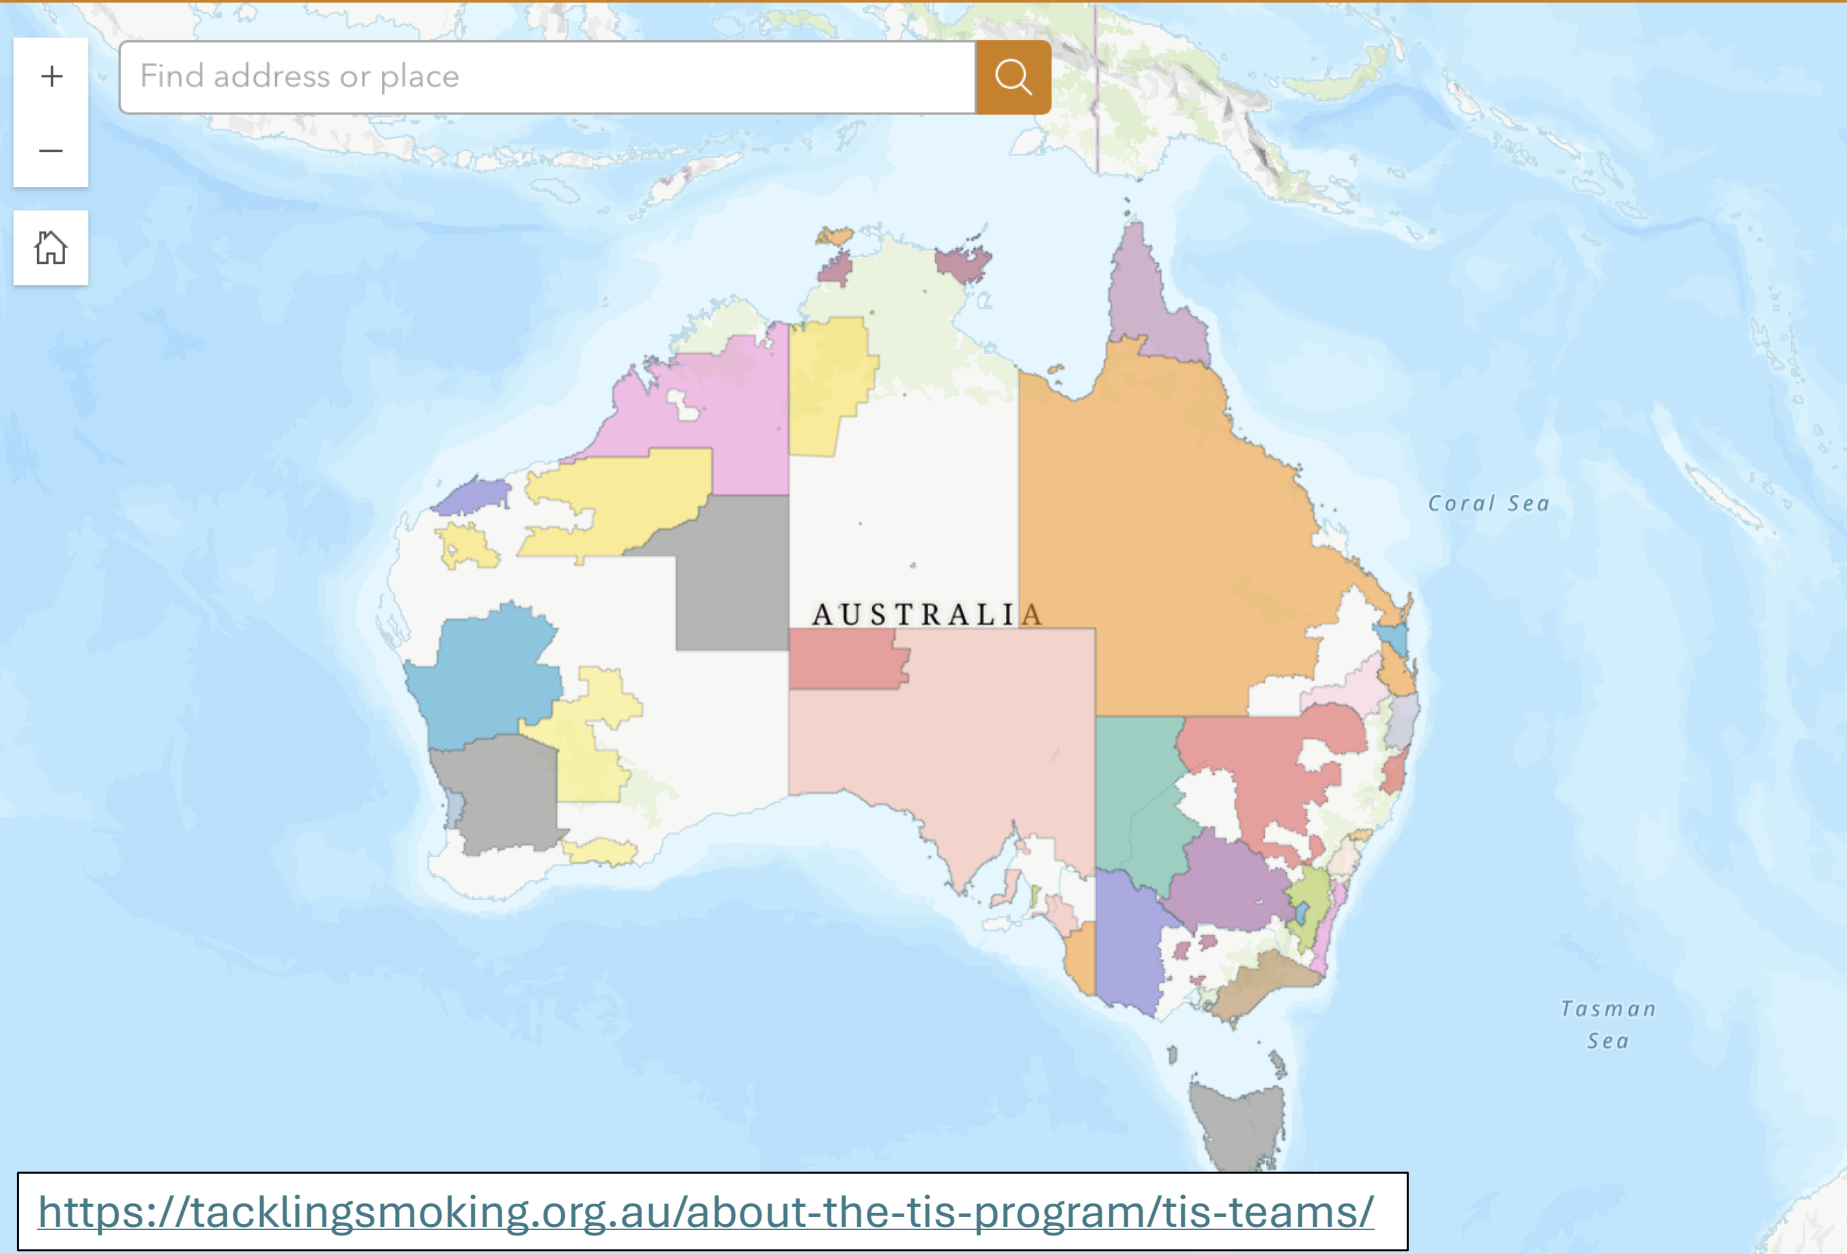 Find address or place
Coral Sea
AUSTRALIA
Tasman
Sea
https://tacklingsmoking.org.au/about-the-tis-program/tis-teams/